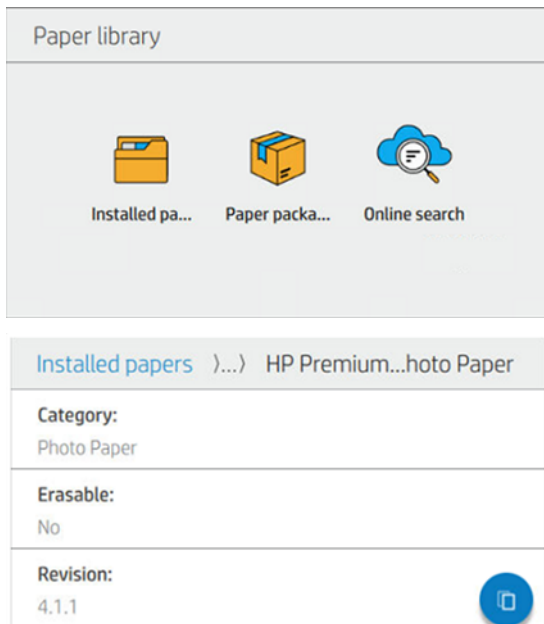 Paper library
Installed pa... Paper packa... Online search
Installed papers 〉...〉 HP Premium...hoto Paper
Category:
Photo Paper
Erasable:
No
Revision:
4.1.1